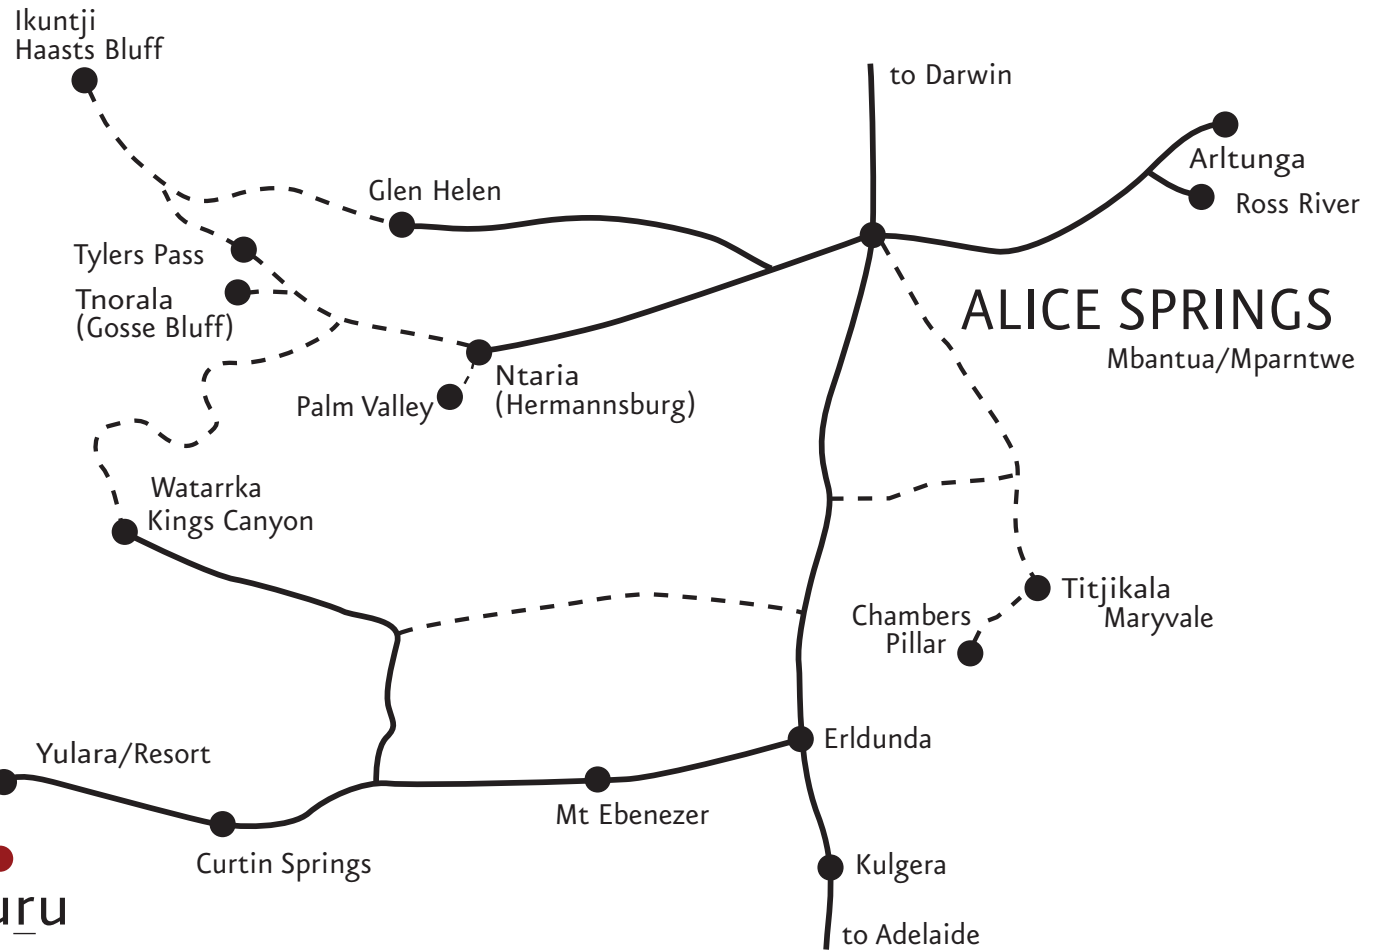 Ikuntji
Haasts Bluff
to Darwin
Arltunga
Ross River
Glen Helen
Tylers Pass
Tnorala
(Gosse Bluff)
ALICE SPRINGS
Mbantua/Mparntwe
Ntaria
(Hermannsburg)
Palm Valley
Watarrka
Kings Canyon
Titjikala
Maryvale
Chambers
Pillar
Erldunda
Yulara/Resort
Mt Ebenezer
Curtin Springs
Kulgera
to Adelaide